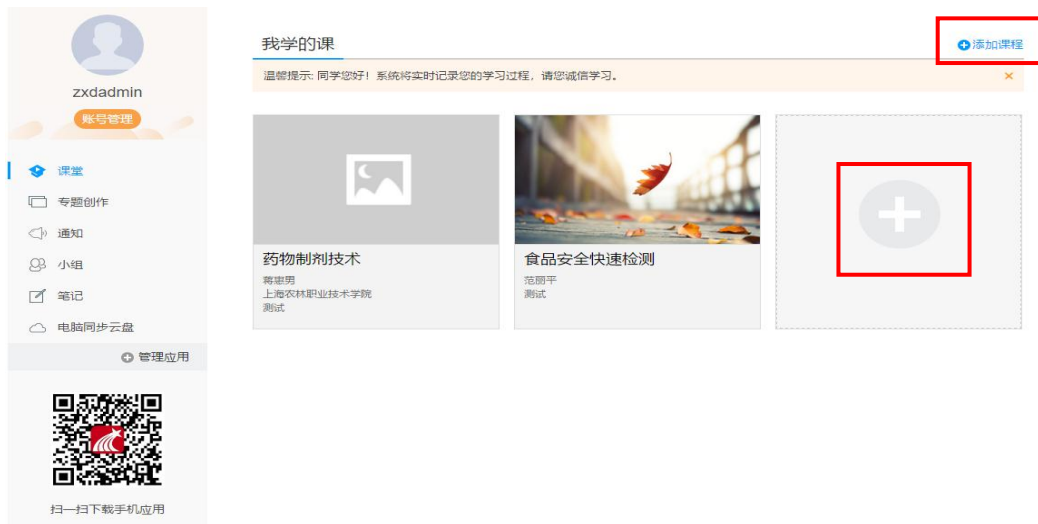 zxdadmin
账号管理
课堂
专题创作
通知
小组
笔记
电脑同步云盘
管理应用
扫一扫下载手机应用
我学的课
添加课程
温馨提示: 同学您好！系统将实时记录您的学习过程，请您诚信学习。
药物制剂技术
蒋惠男
上海农林职业技术学院
测试
食品安全快速检测
范丽平
测试